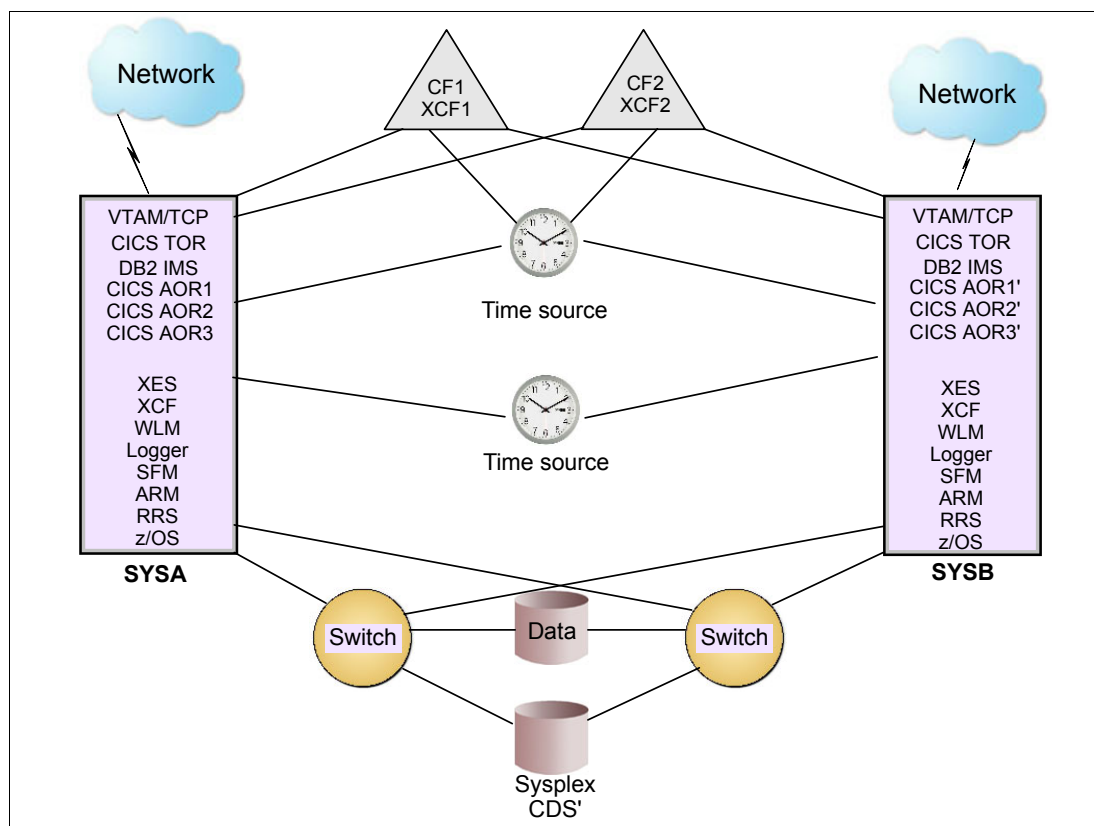 Network
CF1
XCF1
CF2
XCF2
Network
VTAM/TCP
CICS TOR
DB2 IMS
CICS AOR1
CICS AOR2
CICS AOR3
XES
XCF
WLM
Logger
SFM
ARM
RRS
z/OS
SYSA
Time source
Time source
VTAM/TCP
CICS TOR
DB2 IMS
CICS AOR1'
CICS AOR2'
CICS AOR3'
XES
XCF
WLM
Logger
SFM
ARM
RRS
z/OS
SYSB
Switch
Data
Switch
Sysplex
CDS'